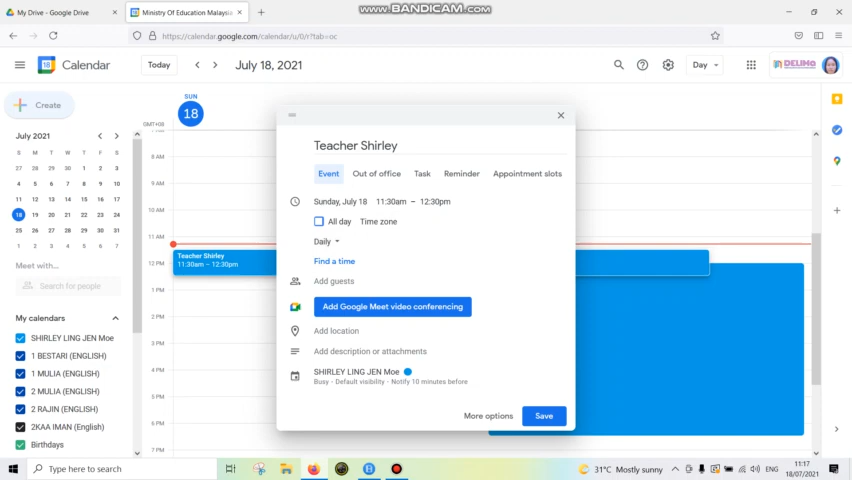 www.BANDICAM.com
My Drive - Google Drive
Ministry Of Education Malaysia
https://calendar.google.com/calendar/u/0/r?tab=oc
18
Calendar
Today
July 18, 2021
Day
DELIMa
Create
SUN
18
GMT+08
July 2021
S M T W T F S
27 28 29 30 1 2 3
4 5 6 7 8 9 10
11 12 13 14 15 16 17
18 19 20 21 22 23 24
25 26 27 28 29 30 31
1 2 3 4 5 6 7
Meet with...
Search for people
My calendars
SHIRLEY LING JEN Moe
1 BESTARI (ENGLISH)
1 MULIA (ENGLISH)
2 MULIA (ENGLISH)
2 RAJIN (ENGLISH)
2KAA IMAN (English)
Birthdays
8 AM
9 AM
10 AM
11 AM
12 PM
1 PM
2 PM
3 PM
4 PM
5 PM
6 PM
7 PM
Teacher Shirley
11:30am – 12:30pm
Teacher Shirley
Event Out of office Task Reminder Appointment slots
Sunday, July 18 11:30am – 12:30pm
All day Time zone
Daily
Find a time
Add guests
Add Google Meet video conferencing
Add location
Add description or attachments
SHIRLEY LING JEN Moe
Busy · Default visibility · Notify 10 minutes before
More options Save
Type here to search
31°C Mostly sunny
ENG
11:17
18/07/2021